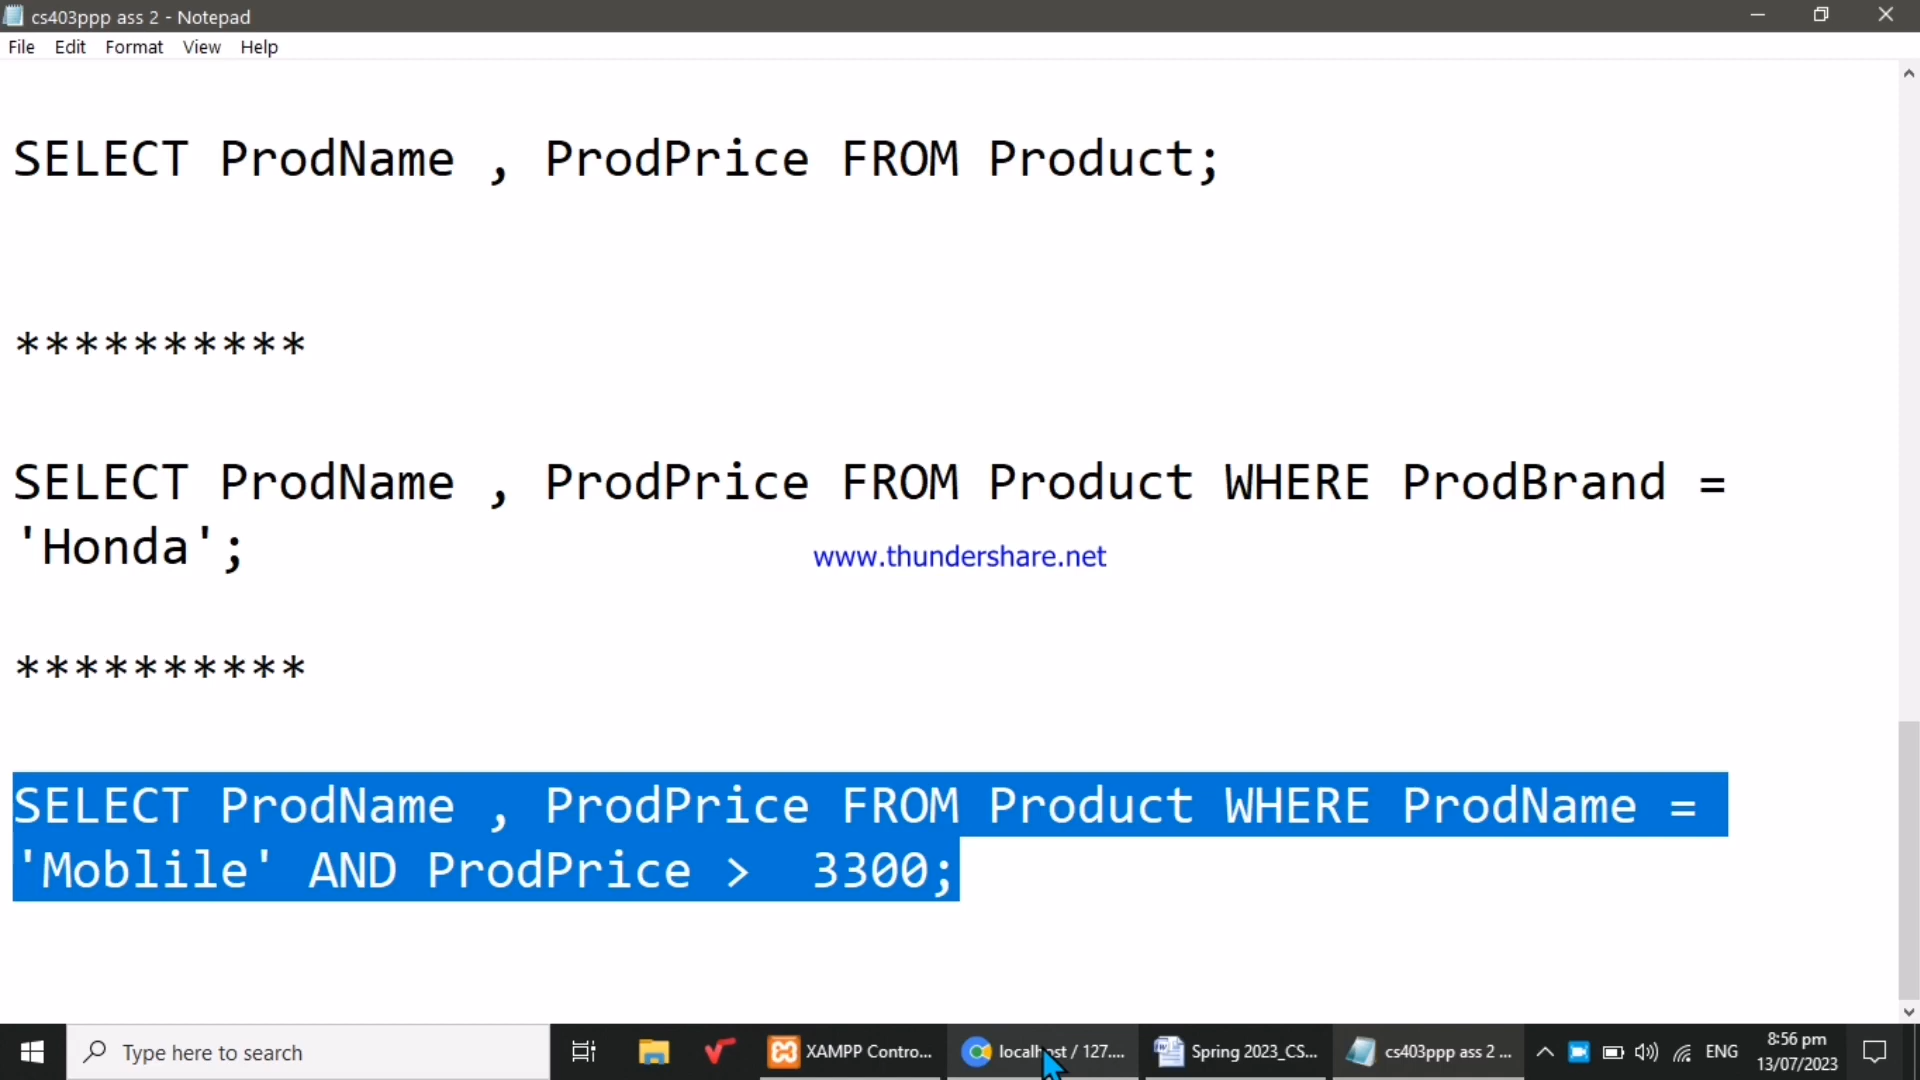 cs403ppp ass 2 - Notepad
File Edit Format View Help
SELECT ProdName , ProdPrice FROM Product;
**********
SELECT ProdName , ProdPrice FROM Product WHERE ProdBrand =
'Honda';
www.thundershare.net
**********
SELECT ProdName , ProdPrice FROM Product WHERE ProdName =
'Moblile' AND ProdPrice >  3300;
Type here to search
XAMPP Contro...
localhost / 127....
Spring 2023_CS...
cs403ppp ass 2 ...
ENG
8:56 pm
13/07/2023